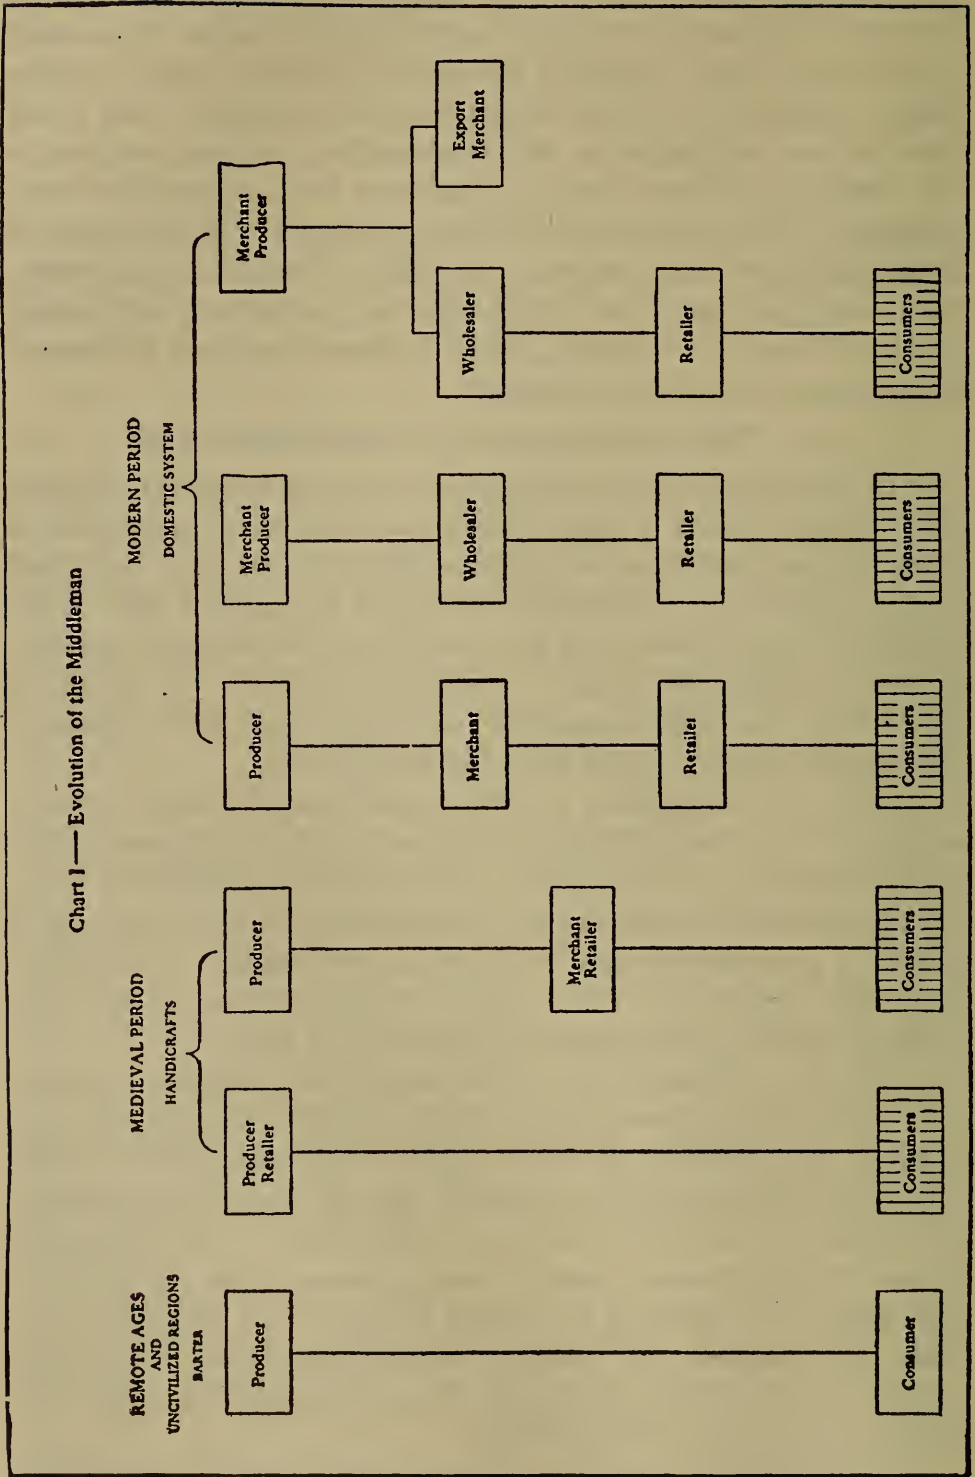 Chart I — Evolution of the Middleman
REMOTE AGES
AND
UNCIVILIZED REGIONS
BARTER
MEDIEVAL PERIOD
HANDICRAFTS
MODERN PERIOD
DOMESTIC SYSTEM
Producer
Producer
Retailer
Producer
Producer
Merchant
Producer
Merchant
Producer
Merchant
Retailer
Merchant
Wholesaler
Wholesaler
Export
Merchant
Retailer
Retailer
Retailer
Consumer
Consumers
Consumers
Consumers
Consumers
Consumers